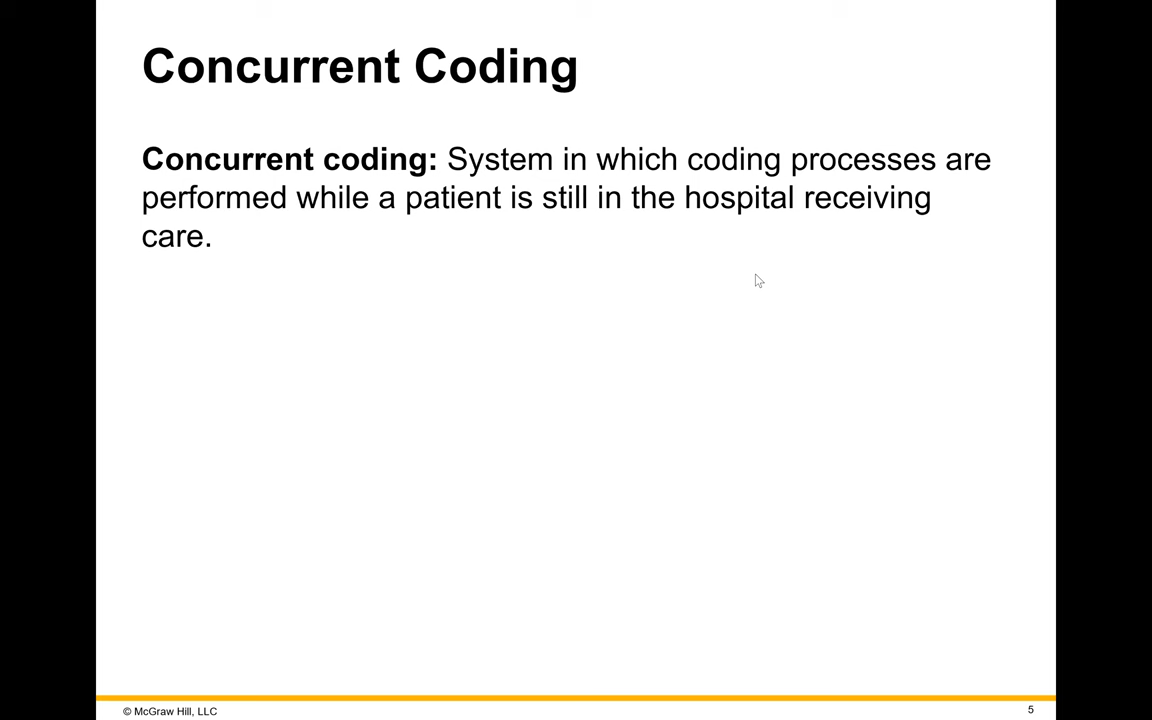 Concurrent Coding
Concurrent coding: System in which coding processes are
performed while a patient is still in the hospital receiving
care.
© McGraw Hill, LLC
5